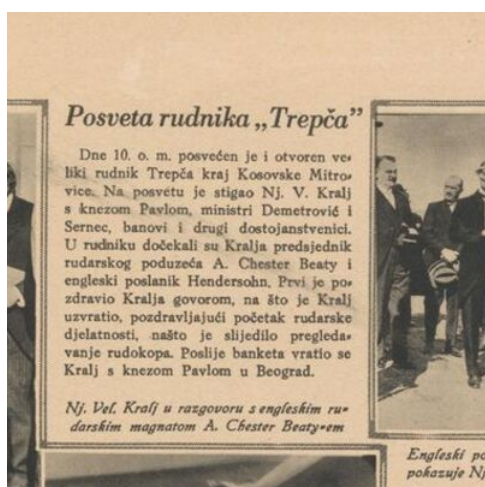 Posveta rudnika „Trepča”
Dne 10. o. m. posvećen je i otvoren ve-
liki rudnik Trepča kraj Kosovske Mitro-
vice. Na posvetu je stigao Nj. V. Kralj
s knezom Pavlom, ministri Demetrović i
Sernec, banovi i drugi dostojanstvenici.
U rudniku dočekali su Kralja predsjednik
rudarskog poduzeća A. Chester Beaty i
engleski poslanik Hendersohn. Prvi je po-
zdravio Kralja govorom, na što je Kralj
uzvratio, pozdravljajući početak rudarske
djelatnosti, našto je slijedilo pregleda-
vanje rudokopa. Poslije banketa vratio se
Kralj s knezom Pavlom u Beograd.
Nj. Vel. Kralj u razgovoru s engleskim ru-
darskim magnatom A. Chester Beaty-em
Engleski po
pokazuje Nj